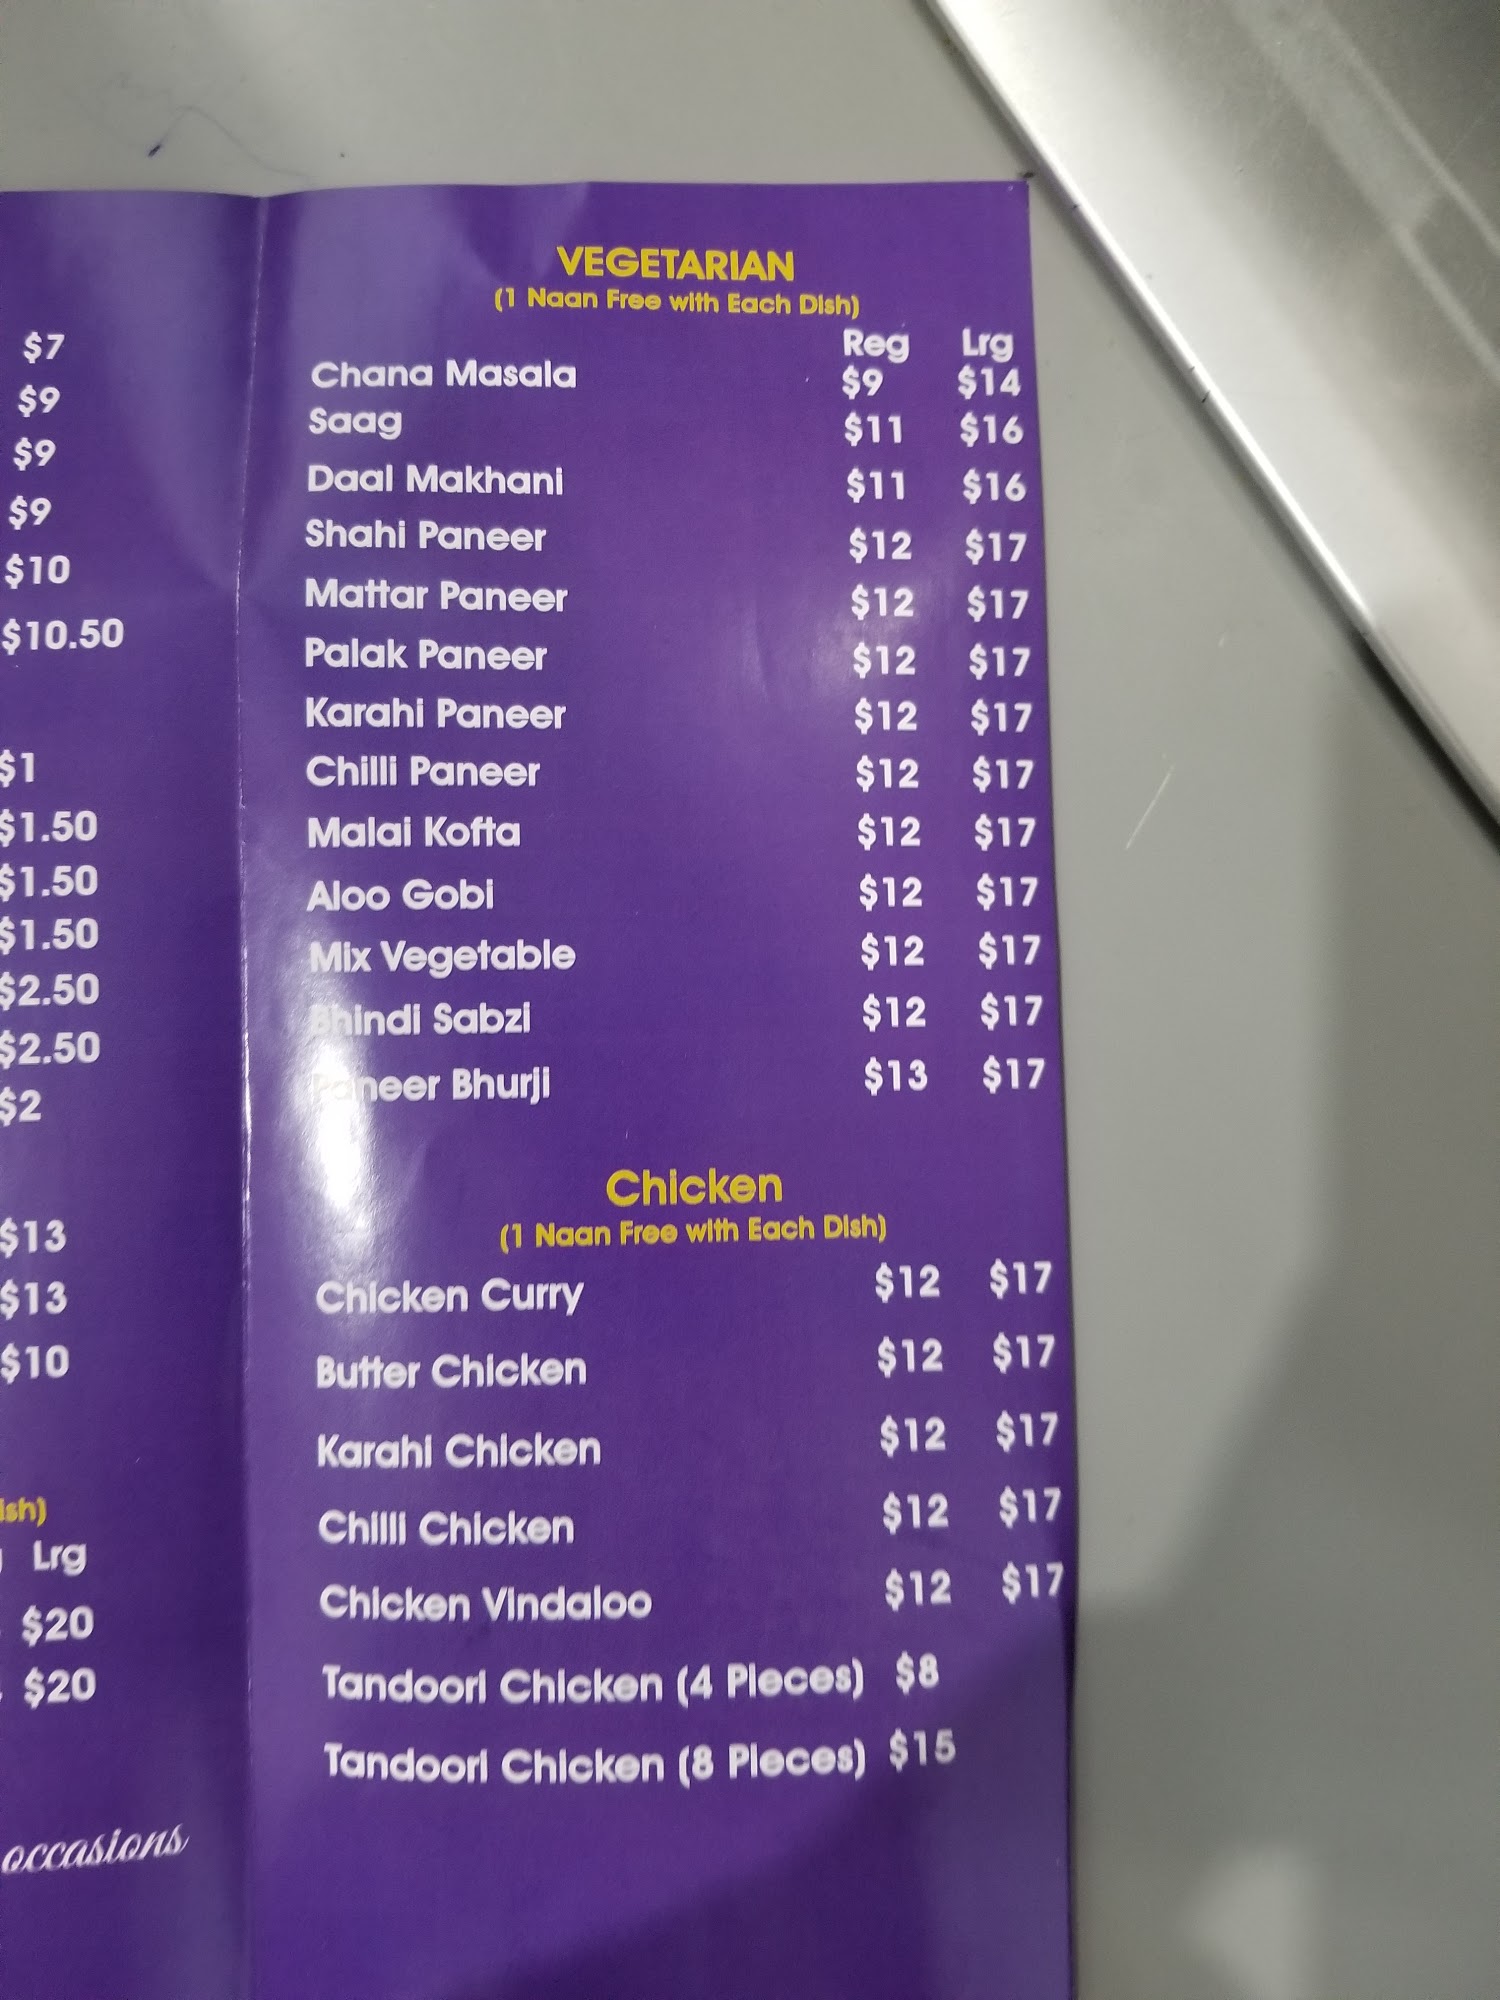 $7
$9
$9
$9
$10
$10.50
$1
$1.50
$1.50
$1.50
$2.50
$2.50
$2
$13
$13
$10
Lrg
$20
$20
occasions
VEGETARIAN
(1 Naan Free with Each Dish)
Reg Lrg
Chana Masala $9 $14
Saag $11 $16
Daal Makhani $11 $16
Shahi Paneer $12 $17
Mattar Paneer $12 $17
Palak Paneer $12 $17
Karahi Paneer $12 $17
Chilli Paneer $12 $17
Malai Kofta $12 $17
Aloo Gobi $12 $17
Mix Vegetable $12 $17
Bhindi Sabzi $12 $17
Paneer Bhurji $13 $17
Chicken
(1 Naan Free with Each Dish)
Chicken Curry $12 $17
Butter Chicken $12 $17
Karahi Chicken $12 $17
Chilli Chicken $12 $17
Chicken Vindaloo $12 $17
Tandoori Chicken (4 Pieces) $8
Tandoori Chicken (8 Pieces) $15